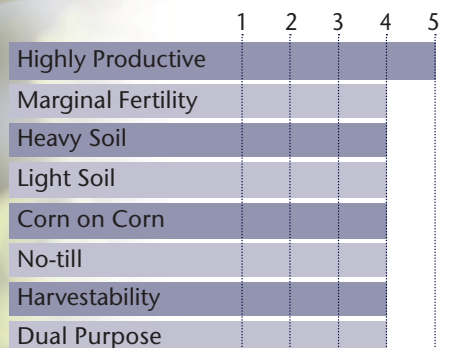 1 2 3 4 5
Highly Productive
Marginal Fertility
Heavy Soil
Light Soil
Corn on Corn
No-till
Harvestability
Dual Purpose